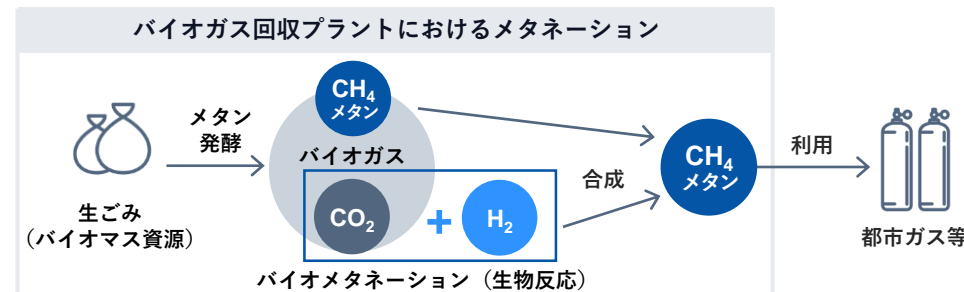 バイオガス回収プラントにおけるメタネーション
生ごみ
（バイオマス資源）
メタン
発酵
CH₄
メタン
バイオガス
CO₂
+
H₂
バイオメタネーション（生物反応）
合成
CH₄
メタン
利用
都市ガス等